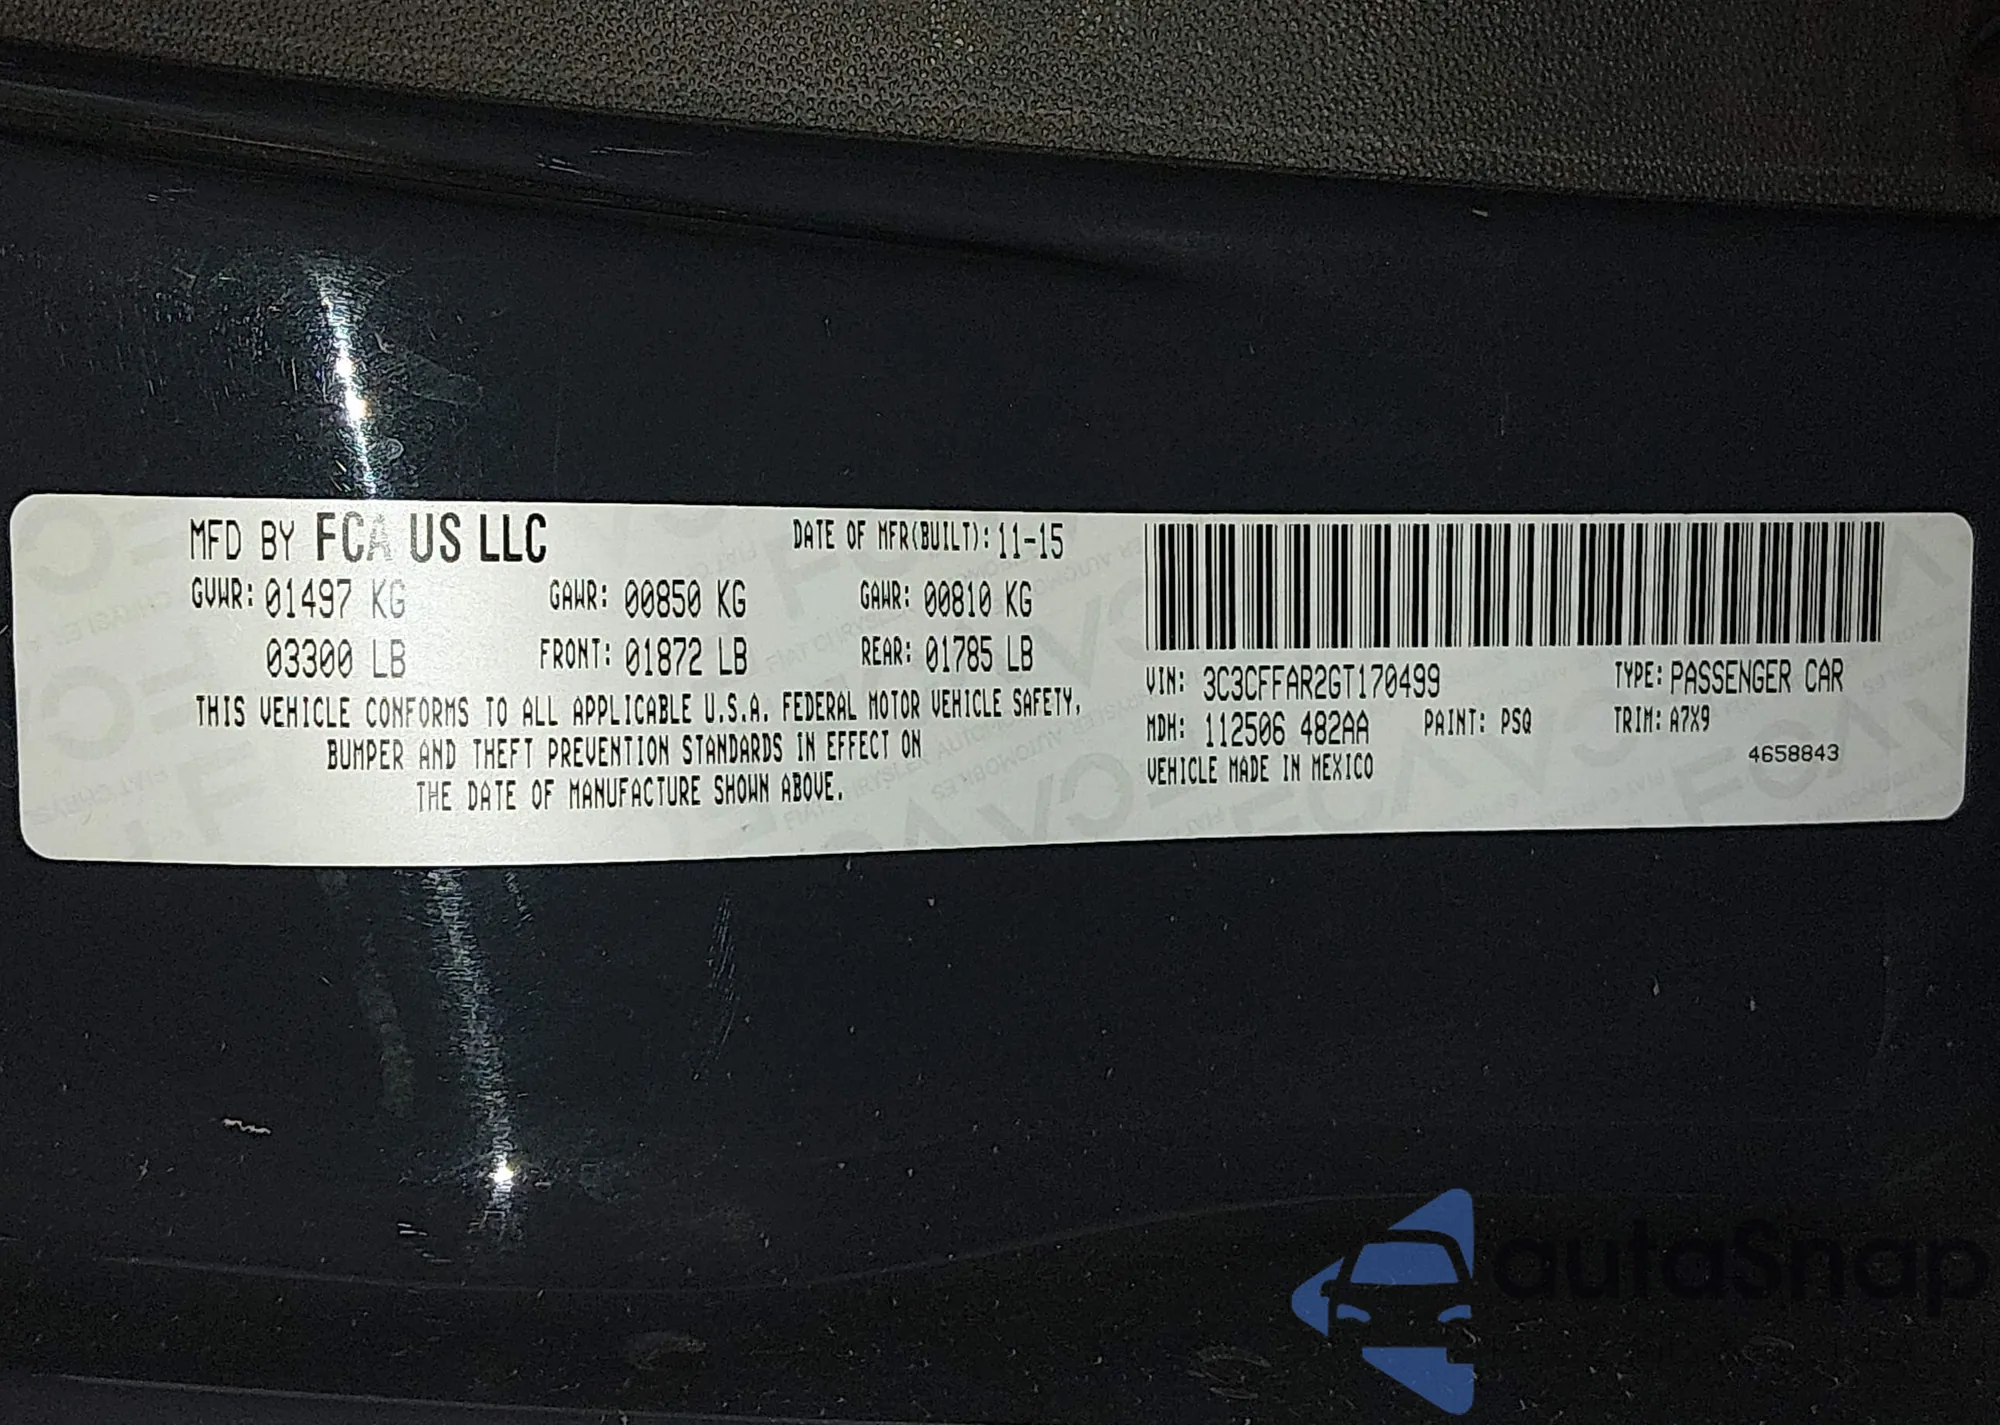 MFD BY FCA US LLC
DATE OF MFR(BUILT): 11-15
GVWR: 01497 KG GAWR: 00850 KG GAWR: 00810 KG
03300 LB FRONT: 01872 LB REAR: 01785 LB
THIS VEHICLE CONFORMS TO ALL APPLICABLE U.S.A. FEDERAL MOTOR VEHICLE SAFETY,
BUMPER AND THEFT PREVENTION STANDARDS IN EFFECT ON
THE DATE OF MANUFACTURE SHOWN ABOVE.
VIN: 3C3CFFAR2GT170499 TYPE: PASSENGER CAR
MDH: 112506 482AA PAINT: PSQ TRIM: A7X9
VEHICLE MADE IN MEXICO 4658843
autaSnap